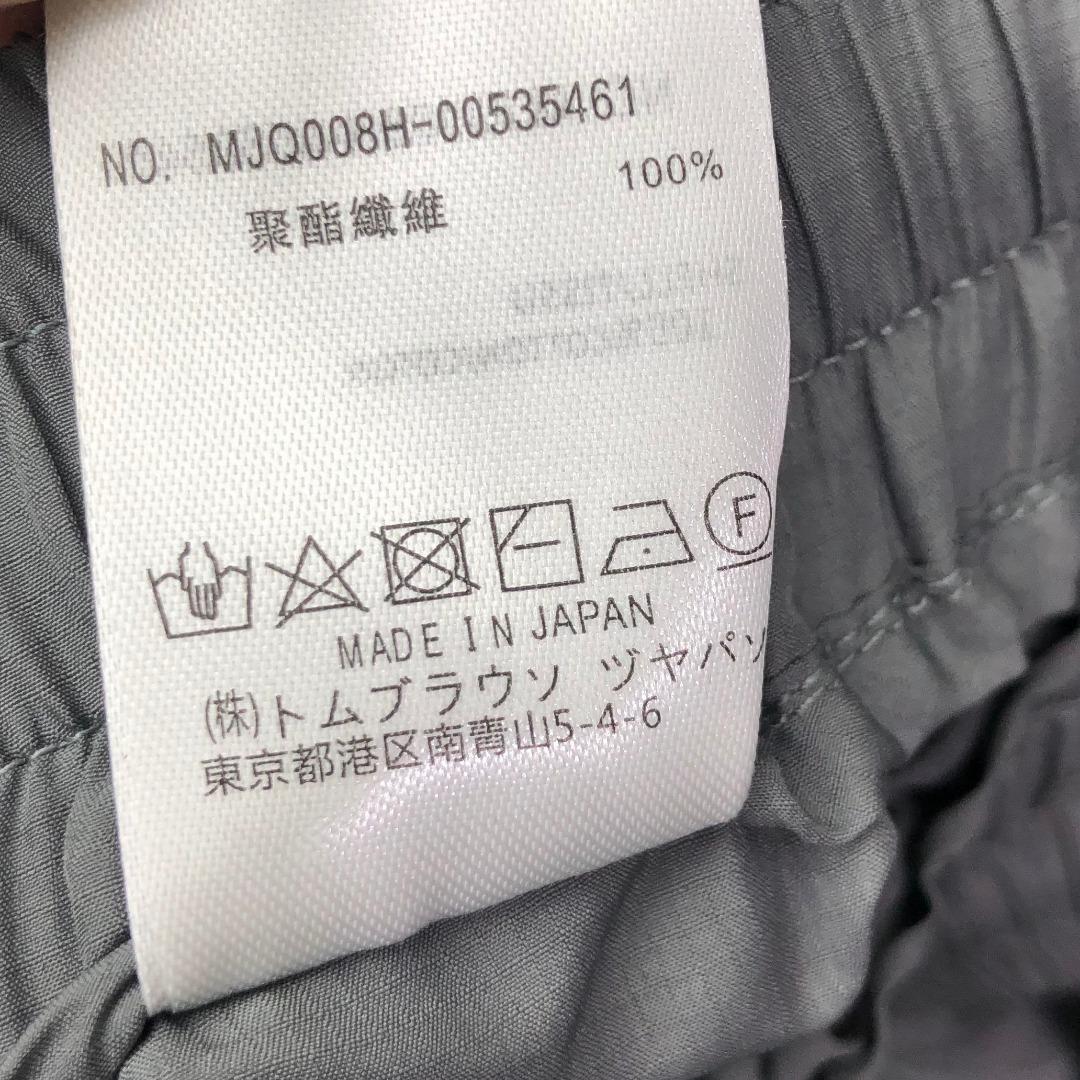 NO. MJQ008H-00535461
聚酯纖維 100%
F
MADE IN JAPAN
(株)トムブラウソ ヅヤパソ
東京都港区南青山5-4-6